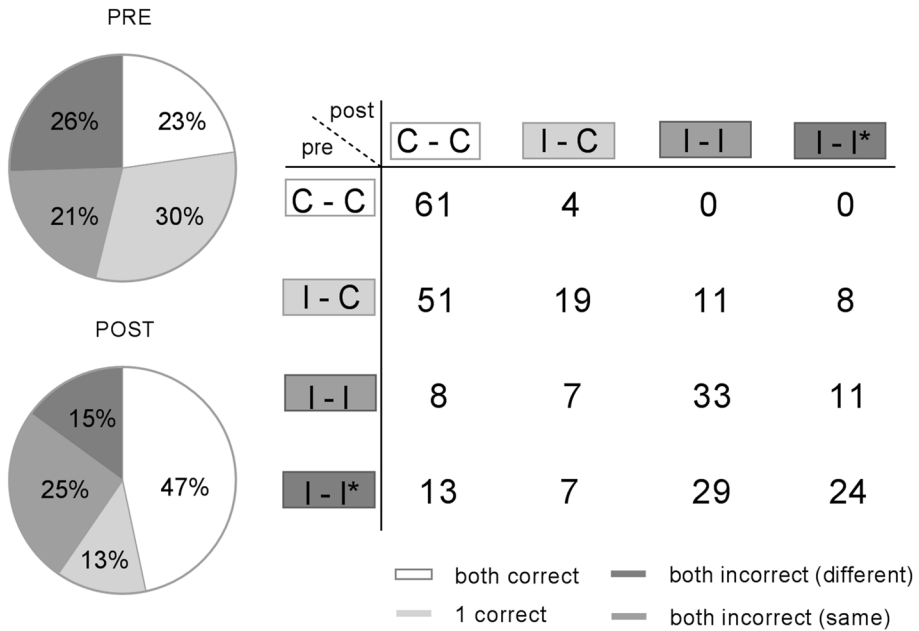 PRE
26%
23%
21%
30%
POST
15%
25%
47%
13%
post
pre
C - C
I - C
I - I
I - I*
C - C
61
4
0
0
I - C
51
19
11
8
I - I
8
7
33
11
I - I*
13
7
29
24
both correct
both incorrect (different)
1 correct
both incorrect (same)